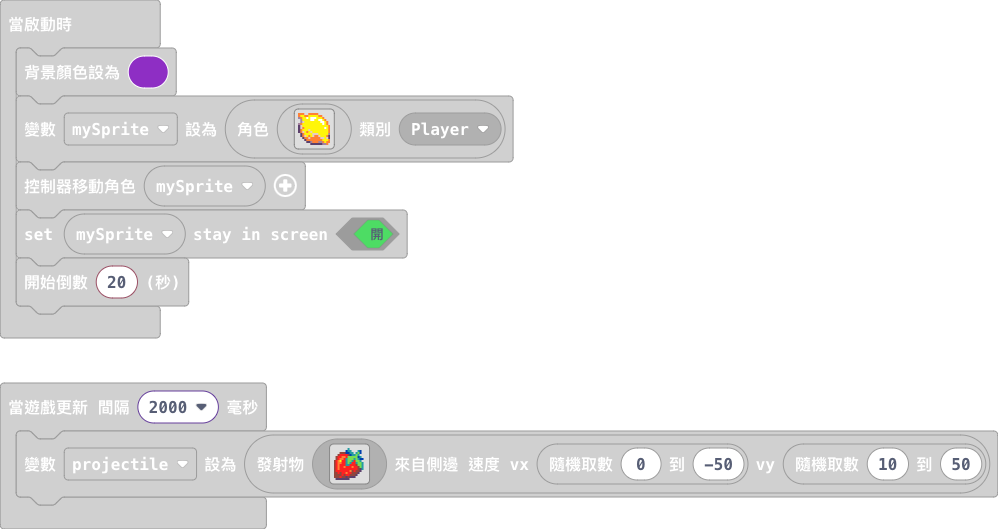 當啟動時
背景顏色設為
變數 mySprite 設為 角色 類別 Player
控制器移動角色 mySprite
set mySprite stay in screen 開
開始倒數 20 (秒)
當遊戲更新 間隔 2000 毫秒
變數 projectile 設為 發射物 來自側邊 速度 vx 隨機取數 0 到 -50 vy 隨機取數 10 到 50